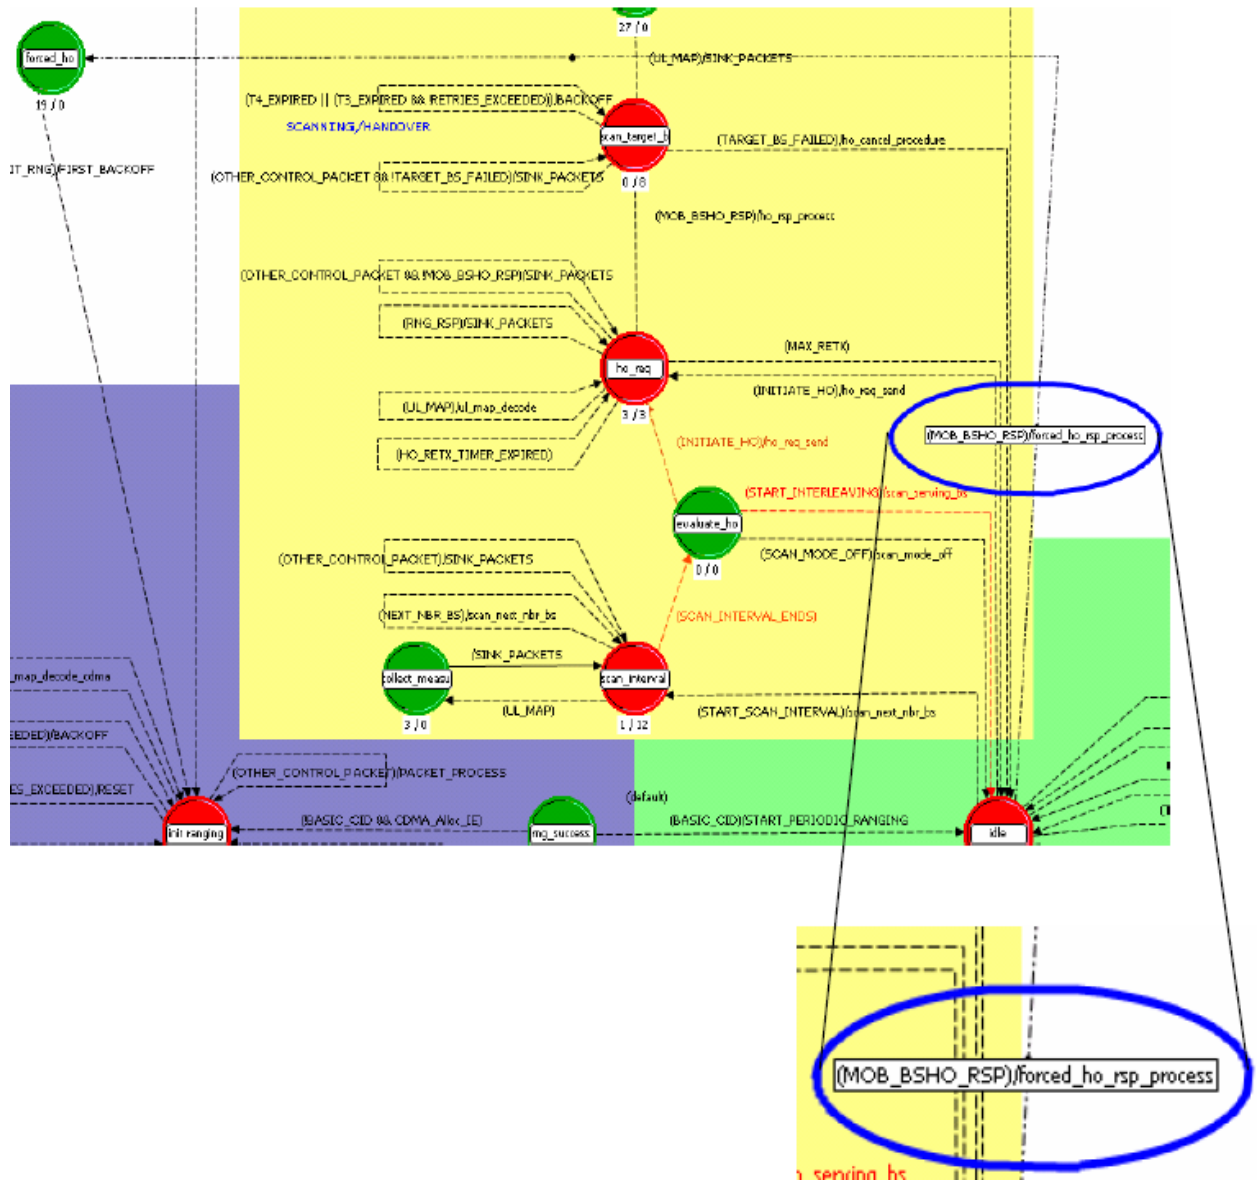 27 / 0
forced_ho
(UL_MAP)/SINK_PACKETS
19 / 0
(T4_EXPIRED || (T3_EXPIRED && !RETRIES_EXCEEDED))/BACKOFF
SCANNING/HANDOVER
scan_target_b
(TARGET_BS_FAILED)/ho_cancel_procedure
IT_RNG)/FIRST_BACKOFF
(OTHER_CONTROL_PACKET && !TARGET_BS_FAILED)/SINK_PACKETS
0 / 8
(MOB_BSHO_RSP)/ho_rsp_process
(OTHER_CONTROL_PACKET && !MOB_BSHO_RSP)/SINK_PACKETS
(RNG_RSP)/SINK_PACKETS
(MAX_RETX)
ho_req
(INITIATE_HO)/ho_req_send
(UL_MAP)/ul_map_decode
3 / 3
(MOB_BSHO_RSP)/forced_ho_rsp_process
(INITIATE_HO)/ho_req_send
(HO_RETX_TIMER_EXPIRED)
(START_INTERLEAVING)/scan_serving_bs
evaluate_ho
(OTHER_CONTROL_PACKET)/SINK_PACKETS
(SCAN_MODE_OFF)/scan_mode_off
0 / 0
(NEXT_NBR_BS)/scan_next_nbr_bs
(SCAN_INTERVAL_ENDS)
/SINK_PACKETS
_map_decode_cdma
collect_measu
scan_interval
(UL_MAP)
(START_SCAN_INTERVAL)/scan_next_nbr_bs
3 / 0
1 / 12
EEDED)/BACKOFF
(OTHER_CONTROL_PACKET)/PACKET_PROCESS
ES_EXCEEDED)/RESET
(default)
init ranging
(!BASIC_CID && CDMA_Alloc_IE)
rng_success
(BASIC_CID)/START_PERIODIC_RANGING
idle
(MOB_BSHO_RSP)/forced_ho_rsp_process
serving_bs